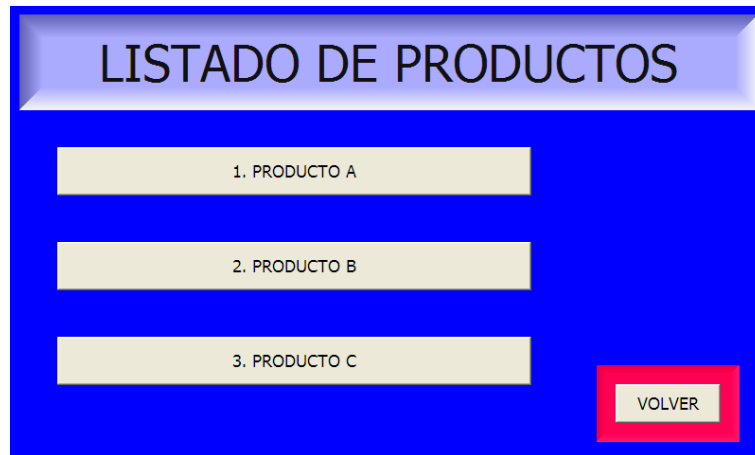 LISTADO DE PRODUCTOS
1. PRODUCTO A
2. PRODUCTO B
3. PRODUCTO C
VOLVER